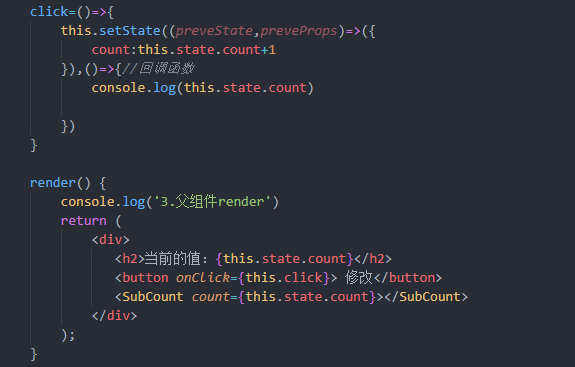 click=()=>{
this.setState((preveState,preveProps)=>({
count:this.state.count+1
}),()=>{//回调函数
console.log(this.state.count)
})
}
render() {
console.log('3.父组件render')
return (
<div>
<h2>当前的值: {this.state.count}</h2>
<button onClick={this.click}> 修改</button>
<SubCount count={this.state.count}></SubCount>
</div>
);
}